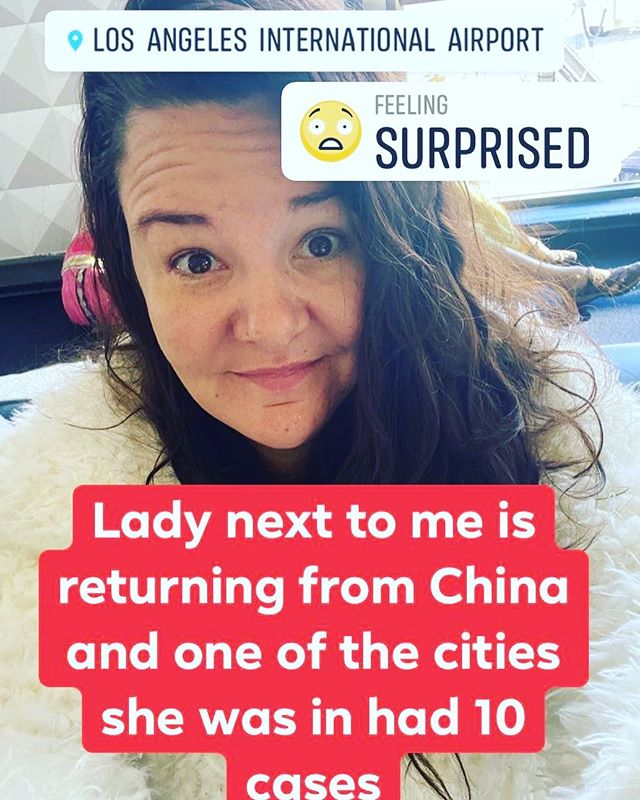 LOS ANGELES INTERNATIONAL AIRPORT
FEELING
SURPRISED
Lady next to me is
returning from China
and one of the cities
she was in had 10
cases